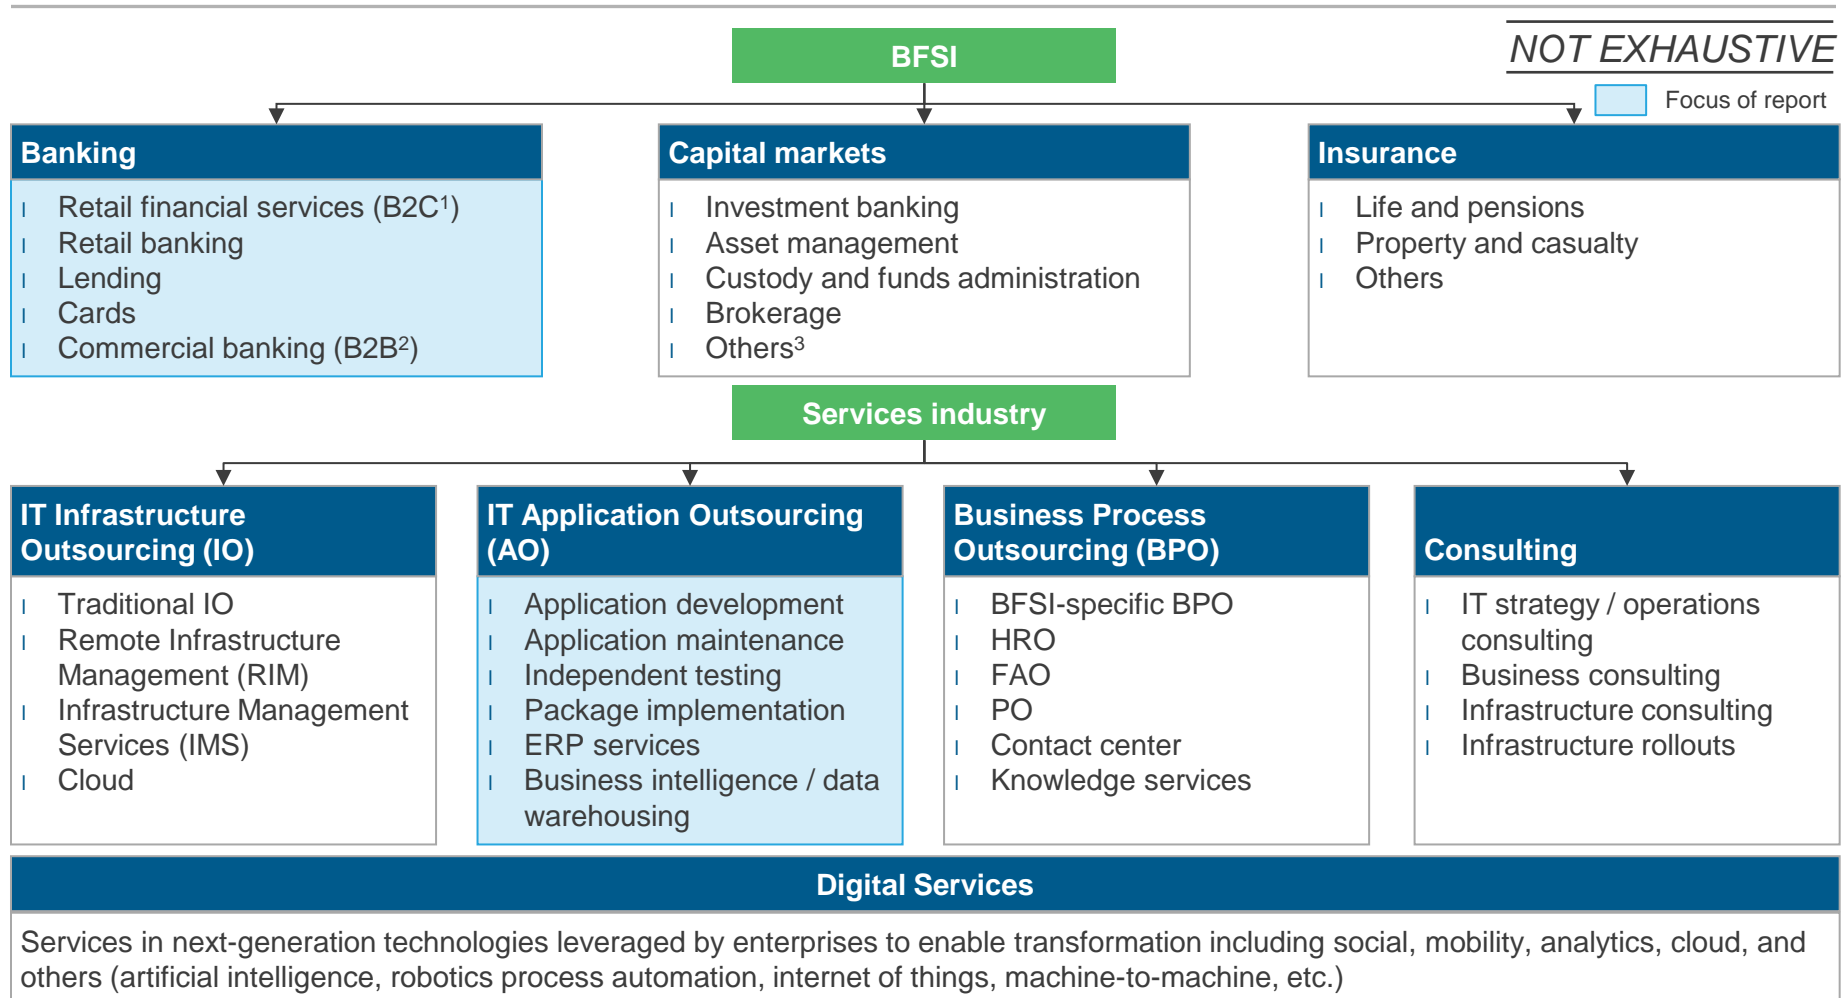 BFSI
NOT EXHAUSTIVE
Focus of report
Banking
Retail financial services (B2C¹)
Retail banking
Lending
Cards
Commercial banking (B2B²)
Capital markets
Investment banking
Asset management
Custody and funds administration
Brokerage
Others³
Insurance
Life and pensions
Property and casualty
Others
Services industry
IT Infrastructure
Outsourcing (IO)
Traditional IO
Remote Infrastructure
Management (RIM)
Infrastructure Management
Services (IMS)
Cloud
IT Application Outsourcing
(AO)
Application development
Application maintenance
Independent testing
Package implementation
ERP services
Business intelligence / data
warehousing
Business Process
Outsourcing (BPO)
BFSI-specific BPO
HRO
FAO
PO
Contact center
Knowledge services
Consulting
IT strategy / operations
consulting
Business consulting
Infrastructure consulting
Infrastructure rollouts
Digital Services
Services in next-generation technologies leveraged by enterprises to enable transformation including social, mobility, analytics, cloud, and
others (artificial intelligence, robotics process automation, internet of things, machine-to-machine, etc.)